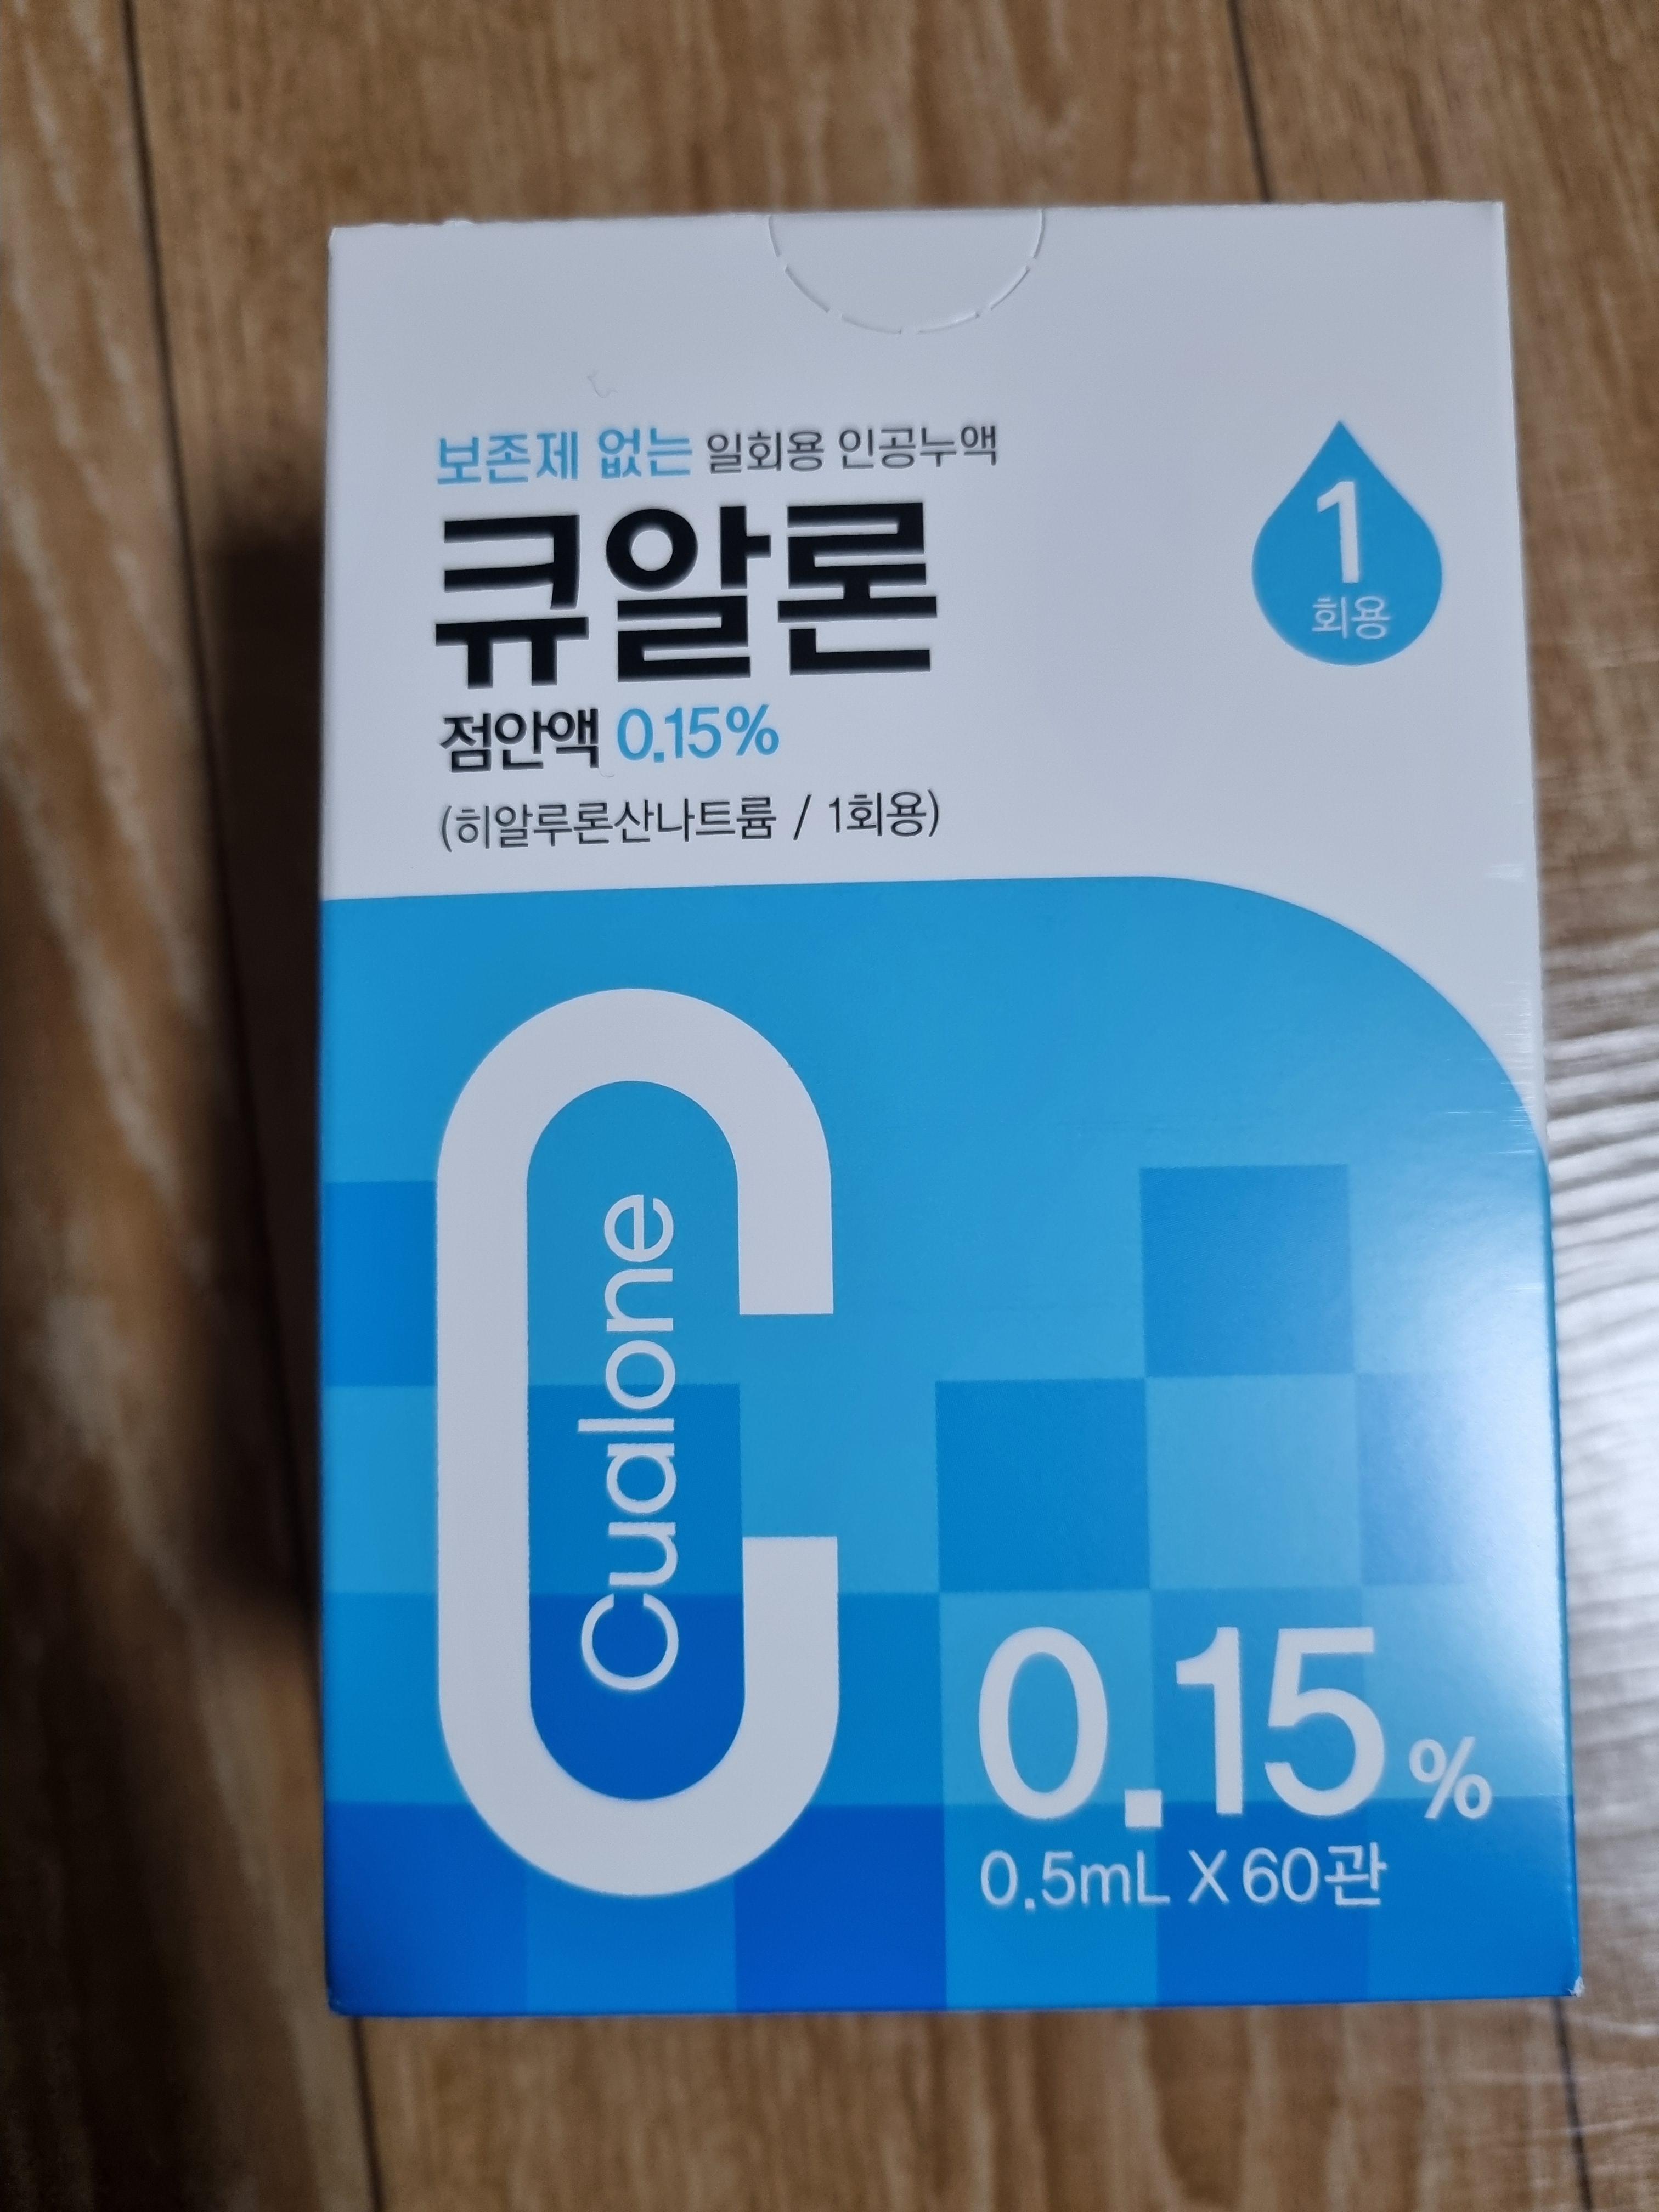 보존제 없는 일회용 인공누액
큐알론
점안액 0.15%
(히알루론산나트륨 / 1회용)
1
회용
Cualone
0.15%
0.5mL X 60관